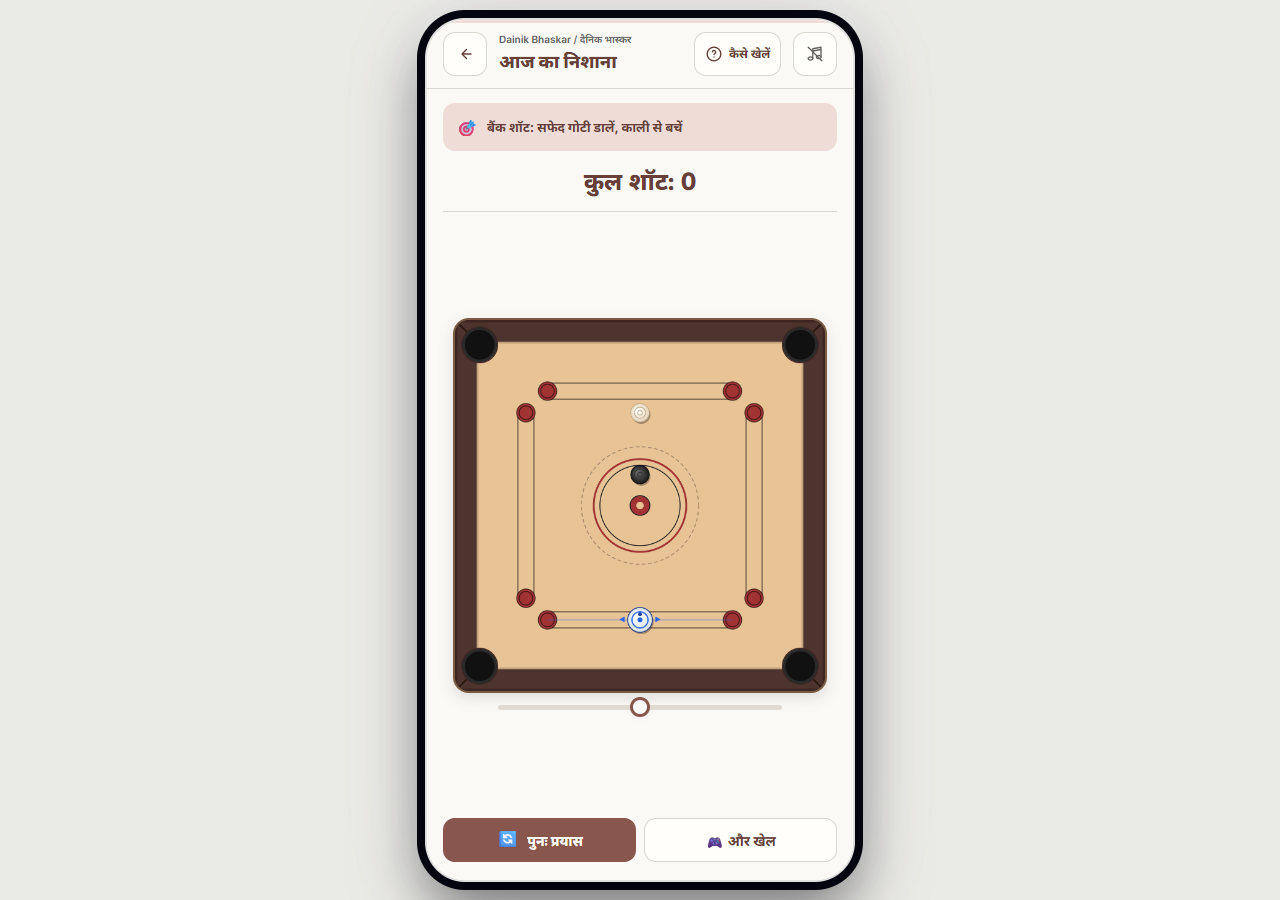 Dainik Bhaskar / दैनिक भास्कर
आज का निशाना
कैसे खेलें
बैंक शॉट: सफेद गोटी डालें, काली से बचें
कुल शॉट: 0
पुनः प्रयास
और खेल